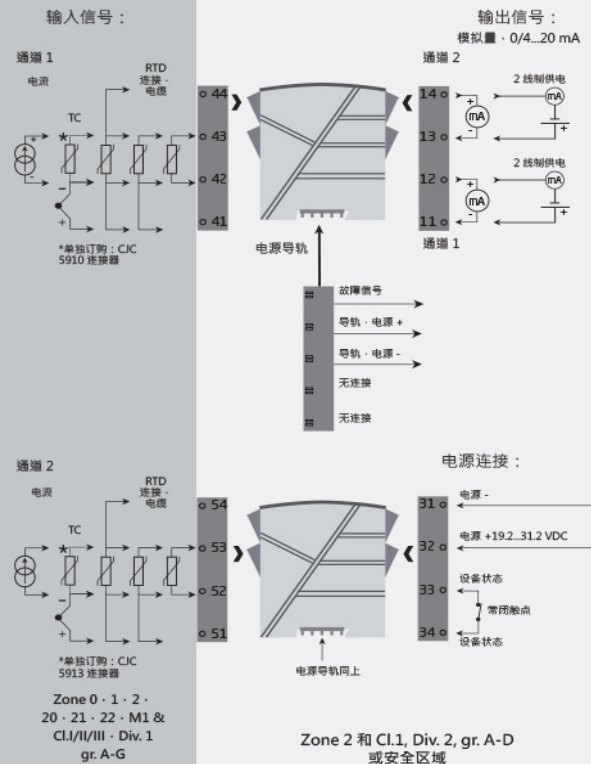 输入信号：
输出信号：
模拟量 · 0/4...20 mA
通道 1
通道 2
电流
TC
RTD
连接 ·
电缆
44
43
42
41
14
13
12
11
2 线制供电
mA
mA
2 线制供电
mA
mA
*单独订购：CJC
5910 连接器
通道 1
电源导轨
故障信号
导轨 · 电源 +
导轨 · 电源 -
无连接
无连接
通道 2
电源连接：
电流
TC
RTD
连接 ·
电缆
54
53
52
51
31
32
33
34
电源 -
电源 +19.2...31.2 VDC
设备状态
常闭触点
设备状态
*单独订购：CJC
5913 连接器
电源导轨同上
Zone 0 · 1 · 2 ·
20 · 21 · 22 · M1 &
Cl.I/II/III · Div. 1
gr. A-G
Zone 2 和 Cl.1, Div. 2, gr. A-D
或安全区域